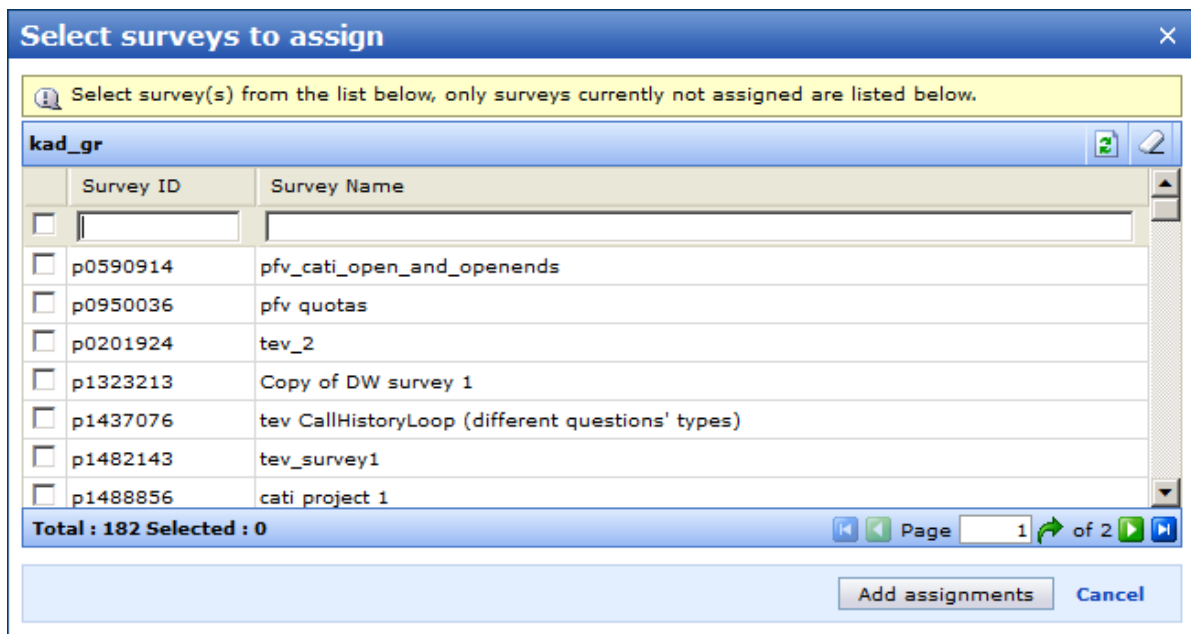 Select surveys to assign
Select survey(s) from the list below, only surveys currently not assigned are listed below.
kad_gr
Survey ID Survey Name
p0590914 pfv_cati_open_and_openends
p0950036 pfv quotas
p0201924 tev_2
p1323213 Copy of DW survey 1
p1437076 tev CallHistoryLoop (different questions' types)
p1482143 tev_survey1
p1488856 cati project 1
Total : 182 Selected : 0 Page 1 of 2
Add assignments Cancel